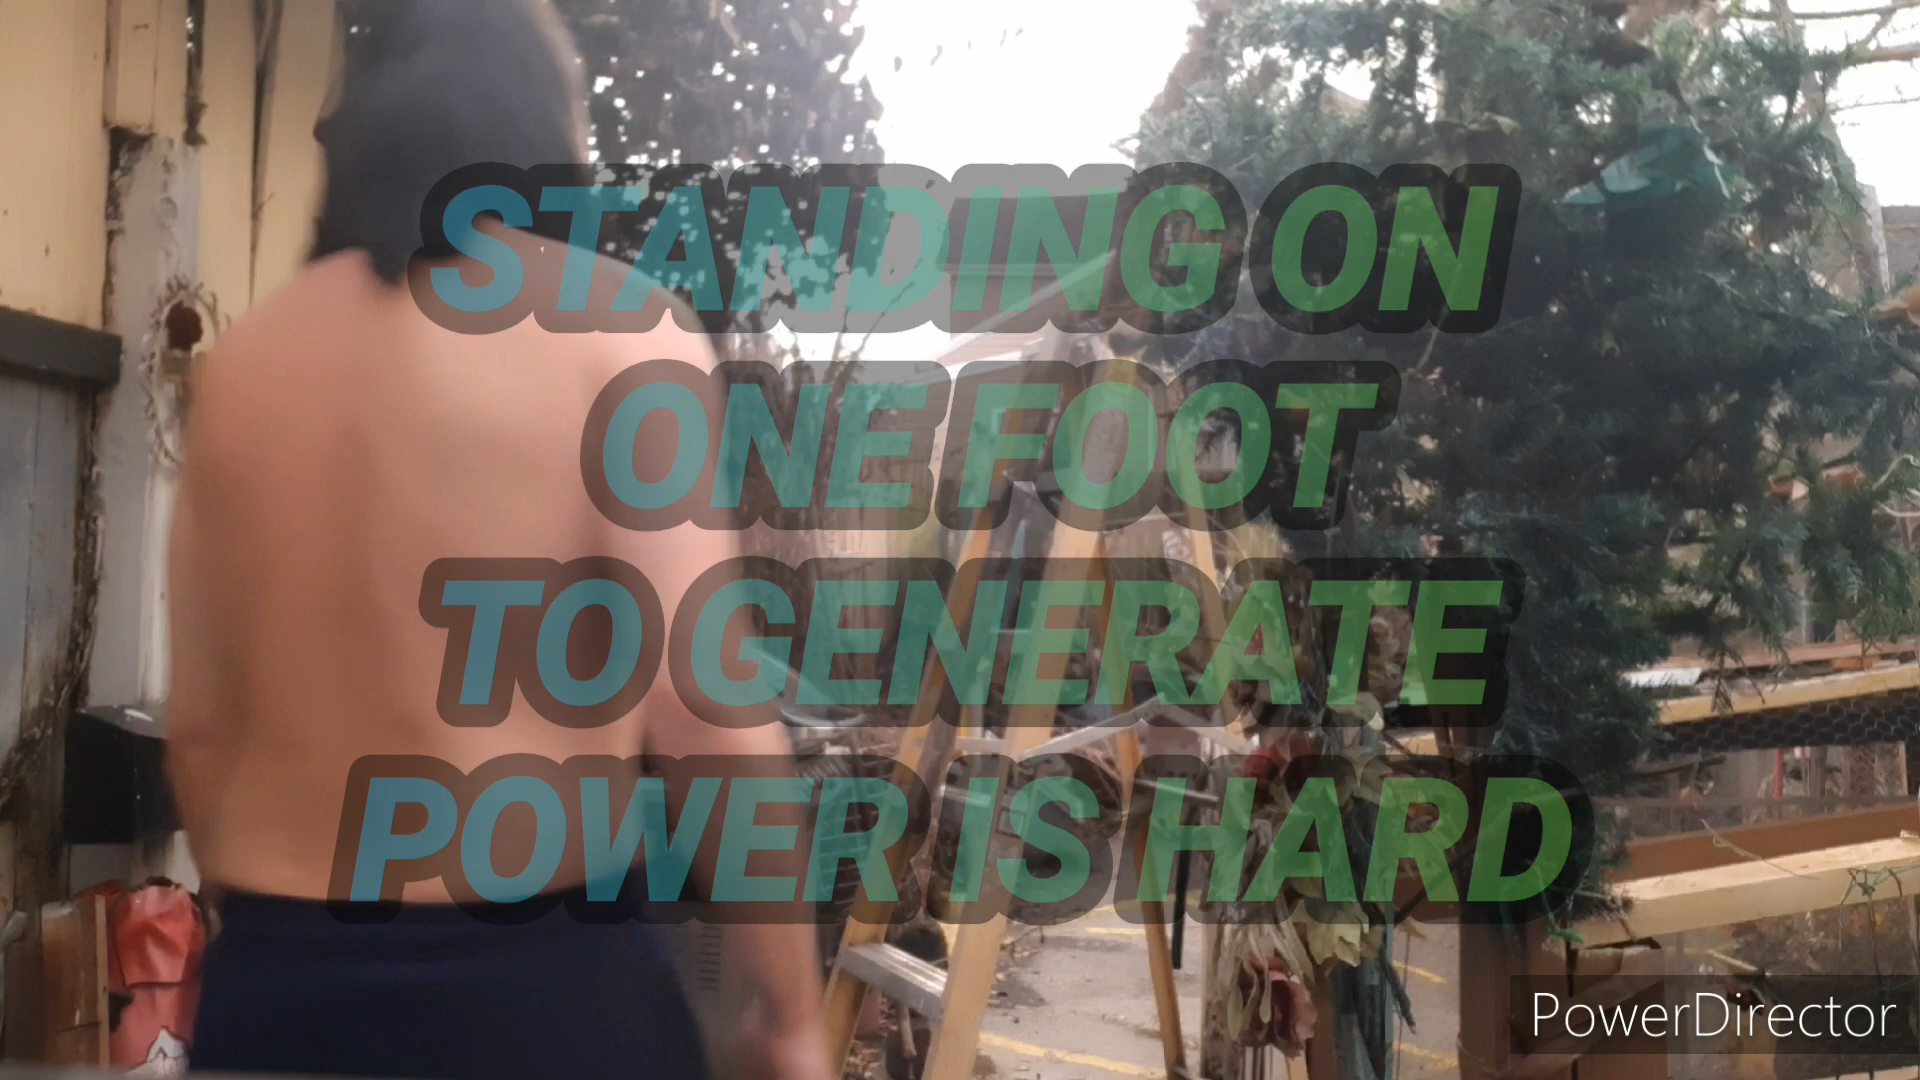 STANDING ON
ONE FOOT
TO GENERATE
POWER IS HARD
PowerDirector